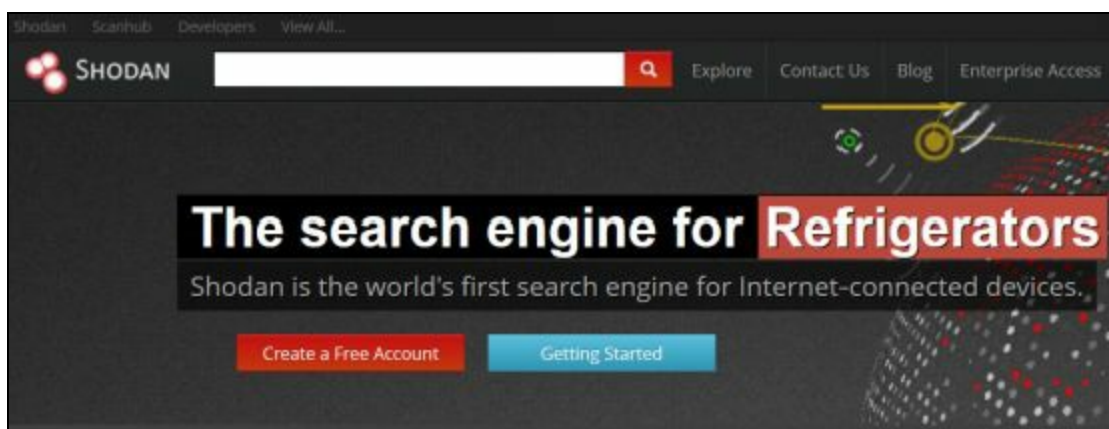 Shodan Scanhub Developers View All...
SHODAN Explore Contact Us Blog Enterprise Access
The search engine for Refrigerators
Shodan is the world's first search engine for Internet-connected devices.
Create a Free Account Getting Started